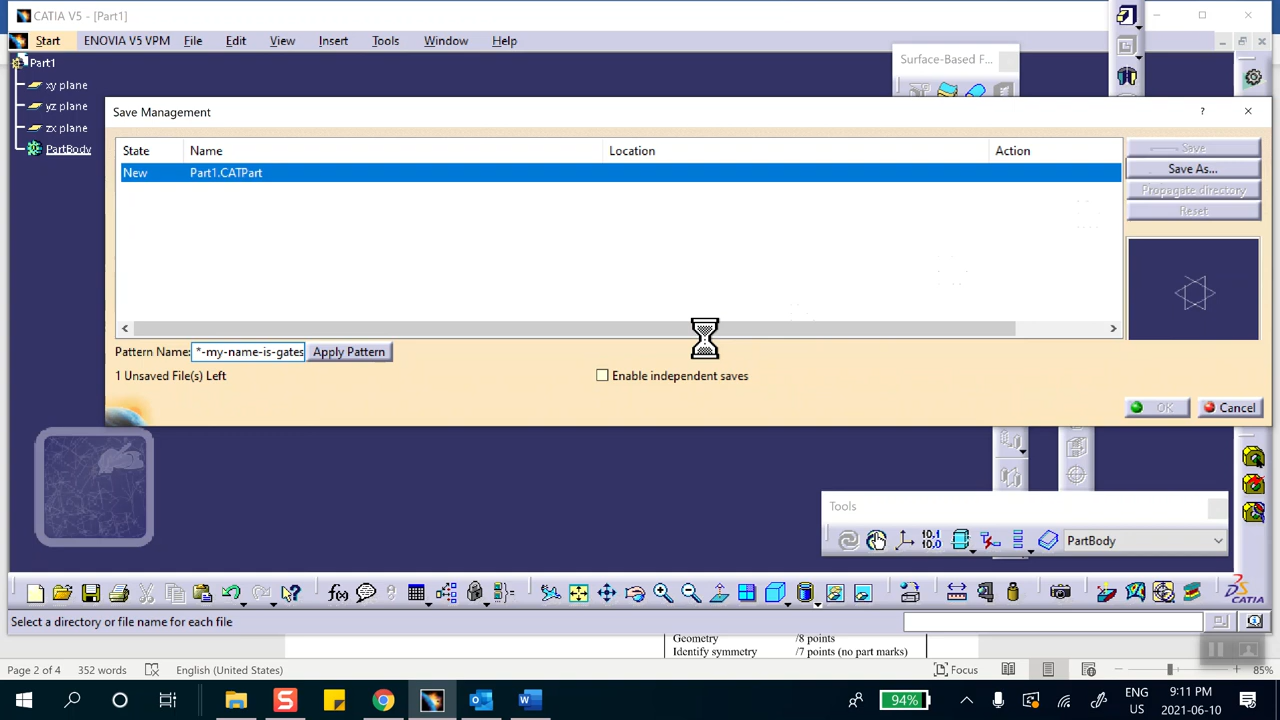 CATIA V5 - [Part1]
Start ENOVIA V5 VPM File Edit View Insert Tools Window Help
Part1
xy plane
yz plane
zx plane
PartBody
Surface-Based F...
Save Management
State Name Location Action
New Part1.CATPart
Save
Save As...
Propagate directory
Reset
Pattern Name: *-my-name-is-gates Apply Pattern
1 Unsaved File(s) Left
Enable independent saves
OK Cancel
Tools
10.1
10.0
PartBody
f(x)
CATIA
Select a directory or file name for each file
Geometry /8 points
Identify symmetry /7 points (no part marks)
Page 2 of 4 352 words English (United States) Focus 85%
94% ENG US 9:11 PM 2021-06-10